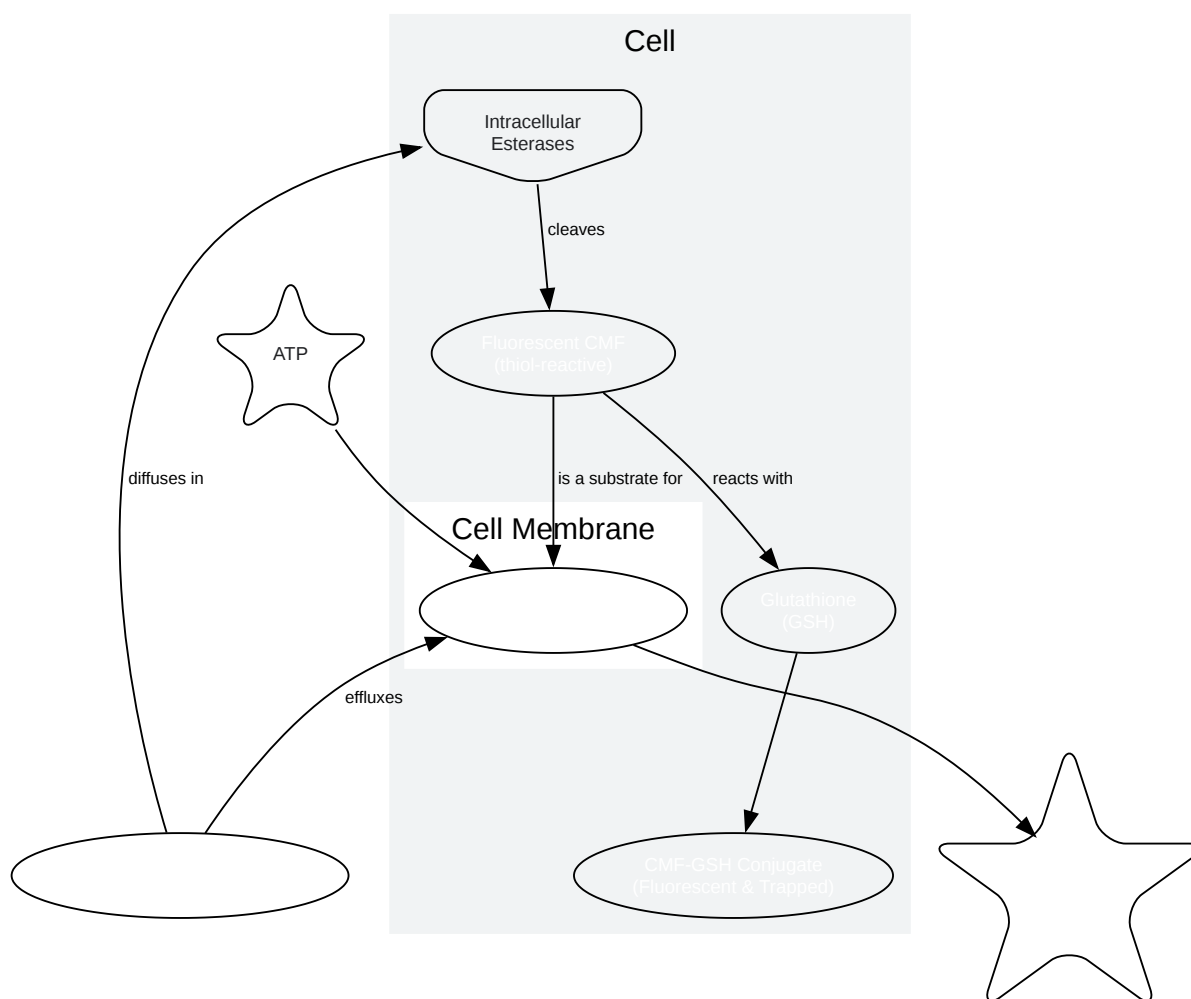 Cell
Intracellular
Esterases
cleaves
ATP
Fluorescent CMF
(thiol-reactive)
diffuses in
is a substrate for
reacts with
Cell Membrane
Glutathione
(GSH)
effluxes
CMF-GSH Conjugate
(Fluorescent & Trapped)